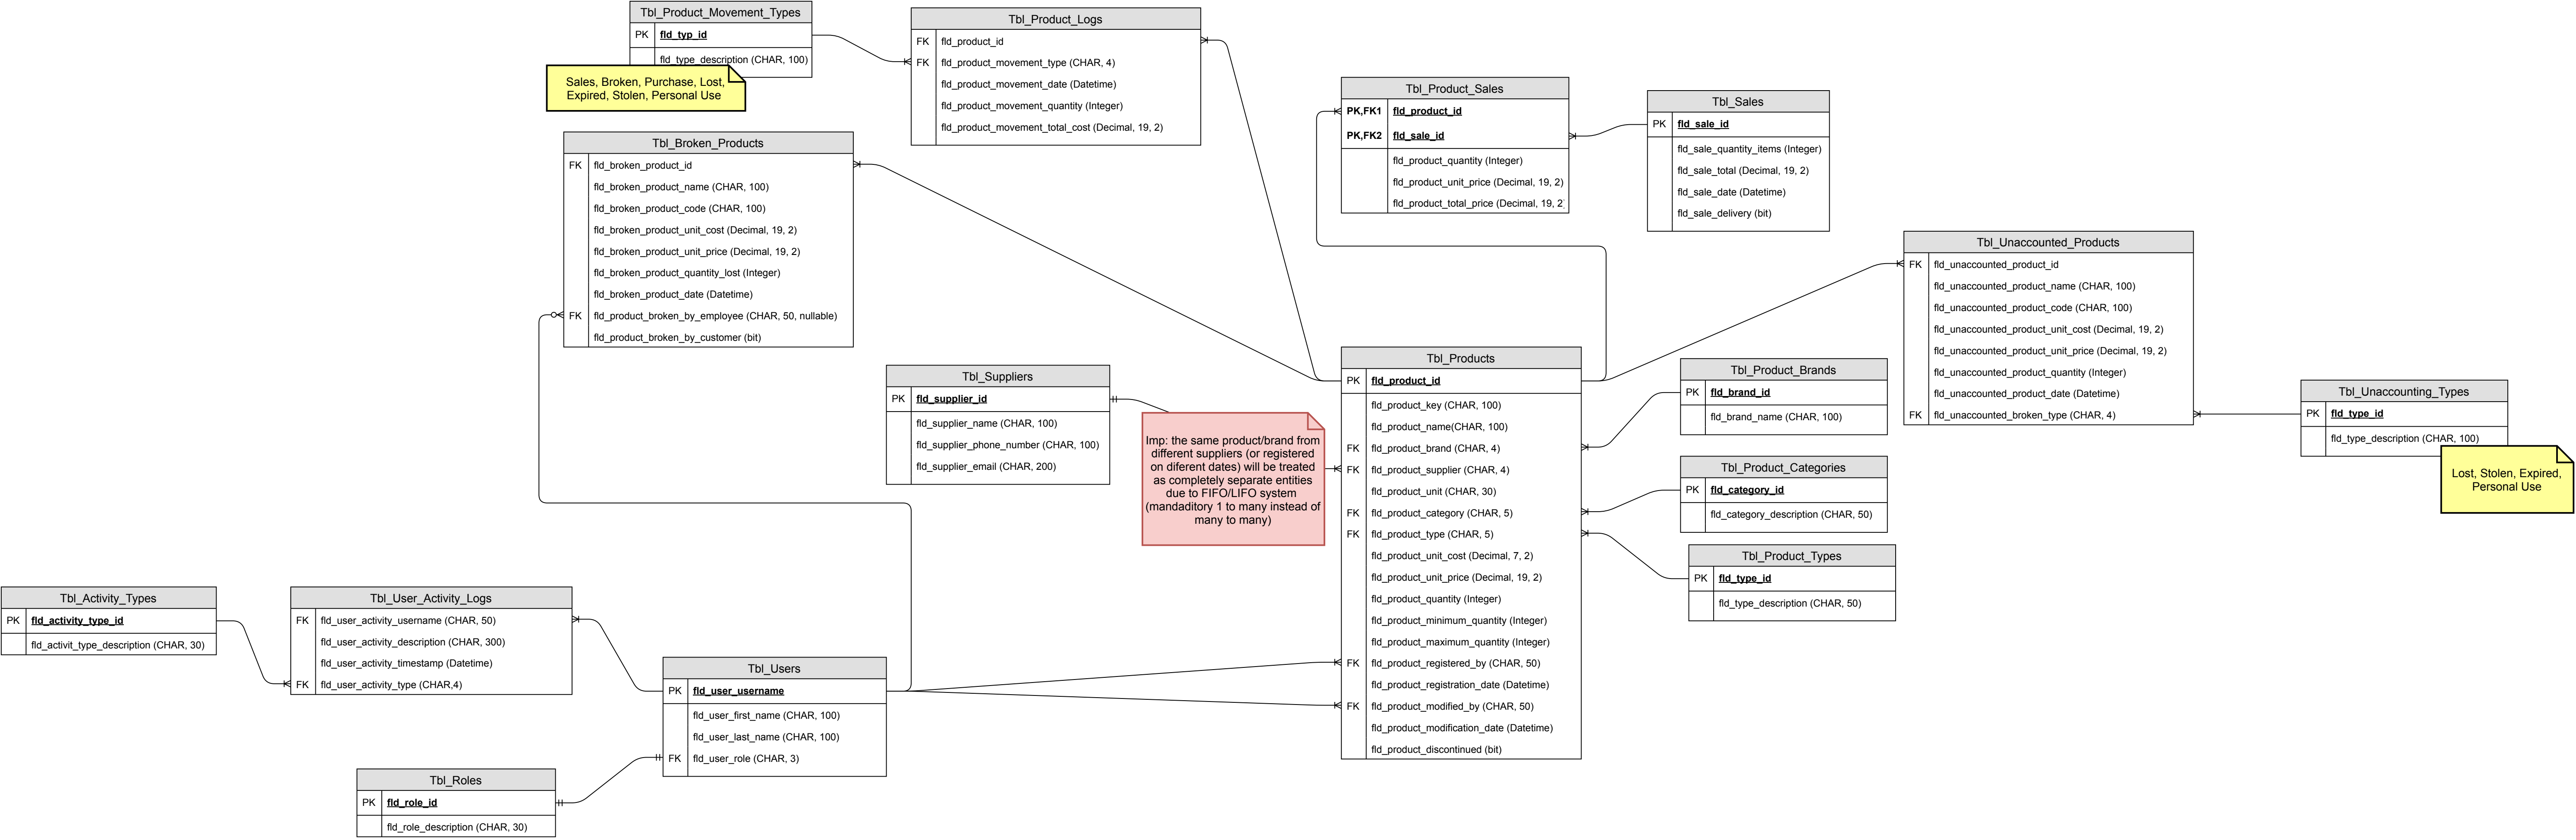 Tbl_Product_Movement_Types
PK fld_typ_id
fld_type_description (CHAR, 100)
Sales, Broken, Purchase, Lost,
Expired, Stolen, Personal Use
Tbl_Product_Logs
FK fld_product_id
FK fld_product_movement_type (CHAR, 4)
fld_product_movement_date (Datetime)
fld_product_movement_quantity (Integer)
fld_product_movement_total_cost (Decimal, 19, 2)
Tbl_Product_Sales
PK,FK1 fld_product_id
PK,FK2 fld_sale_id
fld_product_quantity (Integer)
fld_product_unit_price (Decimal, 19, 2)
fld_product_total_price (Decimal, 19, 2
Tbl_Sales
PK fld_sale_id
fld_sale_quantity_items (Integer)
fld_sale_total (Decimal, 19, 2)
fld_sale_date (Datetime)
fld_sale_delivery (bit)
Tbl_Broken_Products
FK fld_broken_product_id
fld_broken_product_name (CHAR, 100)
fld_broken_product_code (CHAR, 100)
fld_broken_product_unit_cost (Decimal, 19, 2)
fld_broken_product_unit_price (Decimal, 19, 2)
fld_broken_product_quantity_lost (Integer)
fld_broken_product_date (Datetime)
FK fld_product_broken_by_employee (CHAR, 50, nullable)
fld_product_broken_by_customer (bit)
Tbl_Unaccounted_Products
FK fld_unaccounted_product_id
fld_unaccounted_product_name (CHAR, 100)
fld_unaccounted_product_code (CHAR, 100)
fld_unaccounted_product_unit_cost (Decimal, 19, 2)
fld_unaccounted_product_unit_price (Decimal, 19, 2)
fld_unaccounted_product_quantity (Integer)
fld_unaccounted_product_date (Datetime)
FK fld_unaccounted_broken_type (CHAR, 4)
Tbl_Suppliers
PK fld_supplier_id
fld_supplier_name (CHAR, 100)
fld_supplier_phone_number (CHAR, 100)
fld_supplier_email (CHAR, 200)
Imp: the same product/brand from
different suppliers (or registered
on diferent dates) will be treated
as completely separate entities
due to FIFO/LIFO system
(mandaditory 1 to many instead of
many to many)
Tbl_Products
PK fld_product_id
fld_product_key (CHAR, 100)
fld_product_name(CHAR, 100)
FK fld_product_brand (CHAR, 4)
FK fld_product_supplier (CHAR, 4)
fld_product_unit (CHAR, 30)
FK fld_product_category (CHAR, 5)
FK fld_product_type (CHAR, 5)
fld_product_unit_cost (Decimal, 7, 2)
fld_product_unit_price (Decimal, 19, 2)
fld_product_quantity (Integer)
fld_product_minimum_quantity (Integer)
fld_product_maximum_quantity (Integer)
FK fld_product_registered_by (CHAR, 50)
fld_product_registration_date (Datetime)
FK fld_product_modified_by (CHAR, 50)
fld_product_modification_date (Datetime)
fld_product_discontinued (bit)
Tbl_Product_Brands
PK fld_brand_id
fld_brand_name (CHAR, 100)
Tbl_Product_Categories
PK fld_category_id
fld_category_description (CHAR, 50)
Tbl_Product_Types
PK fld_type_id
fld_type_description (CHAR, 50)
Tbl_Unaccounting_Types
PK fld_type_id
fld_type_description (CHAR, 100)
Lost, Stolen, Expired,
Personal Use
Tbl_Activity_Types
PK fld_activity_type_id
fld_activit_type_description (CHAR, 30)
Tbl_User_Activity_Logs
FK fld_user_activity_username (CHAR, 50)
fld_user_activity_description (CHAR, 300)
fld_user_activity_timestamp (Datetime)
FK fld_user_activity_type (CHAR,4)
Tbl_Users
PK fld_user_username
fld_user_first_name (CHAR, 100)
fld_user_last_name (CHAR, 100)
FK fld_user_role (CHAR, 3)
Tbl_Roles
PK fld_role_id
fld_role_description (CHAR, 30)